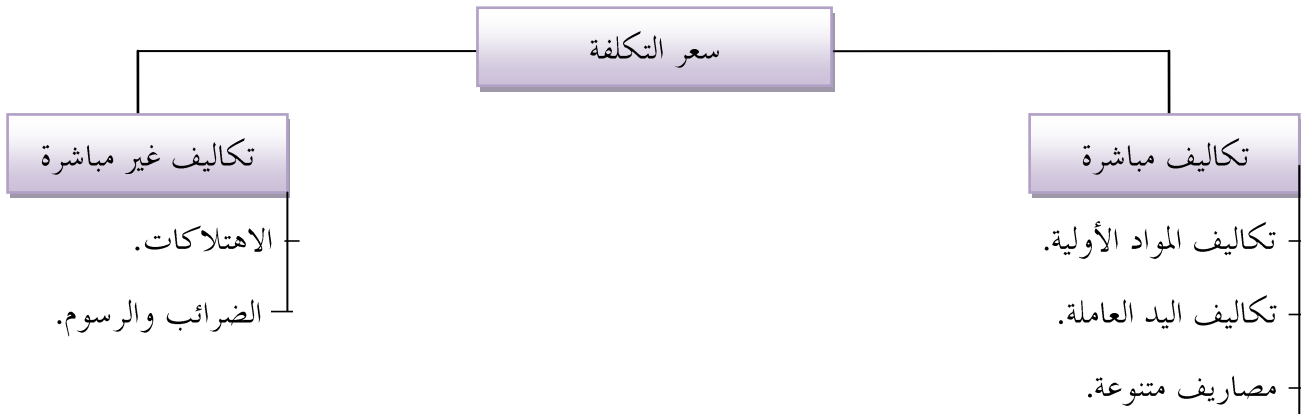 سعر التكلفة
تكاليف مباشرة
تكاليف المواد الأولية.
تكاليف اليد العاملة.
مصاريف متنوعة.
تكاليف غير مباشرة
الاهتلاكات.
الضرائب والرسوم.